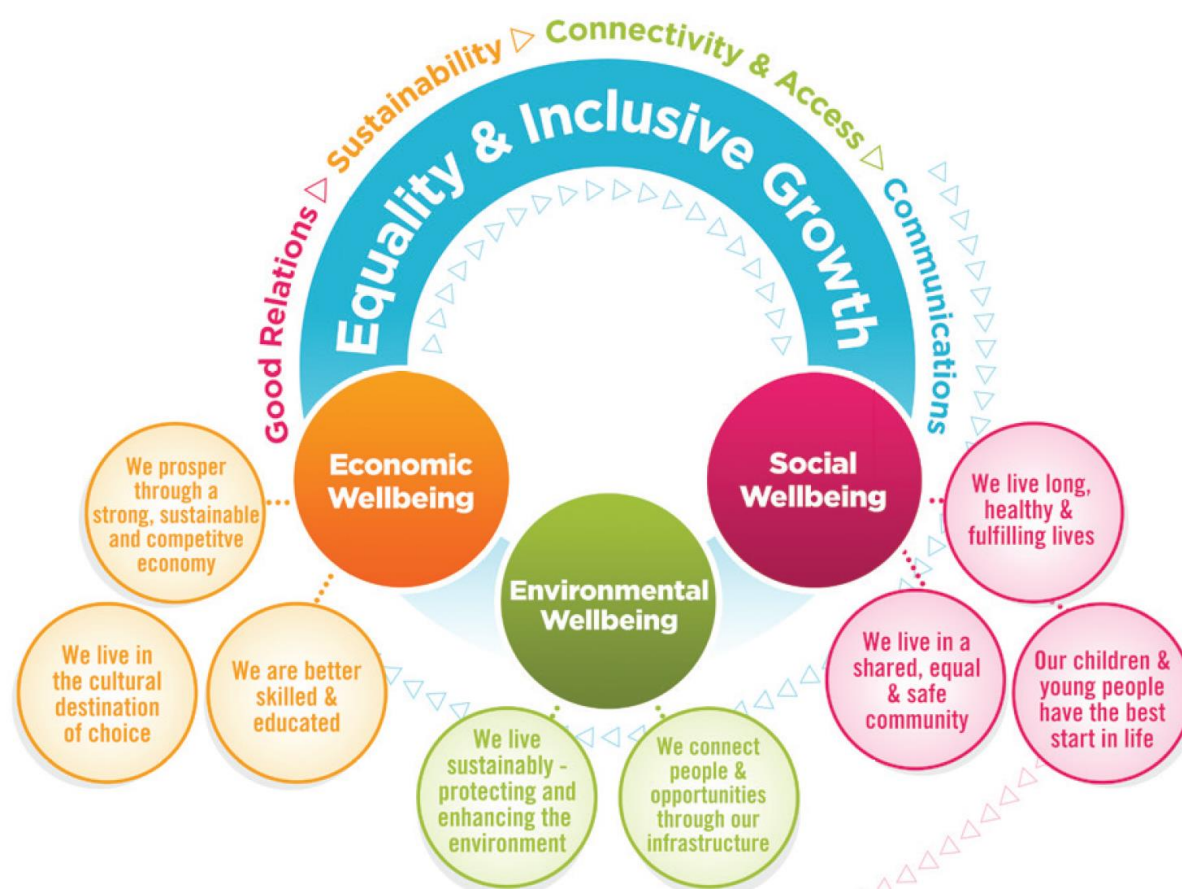 Good Relations ▷ Sustainability ▷ Connectivity & Access ▷ Communications
Equality & Inclusive Growth
Economic
Wellbeing
We prosper
through a
strong, sustainable
and competitve
economy
We live in
the cultural
destination
of choice
We are better
skilled &
educated
Environmental
Wellbeing
We live
sustainably -
protecting and
enhancing the
environment
We connect
people &
opportunities
through our
infrastructure
Social
Wellbeing
We live long,
healthy &
fulfilling lives
We live in a
shared, equal
& safe
community
Our children &
young people
have the best
start in life